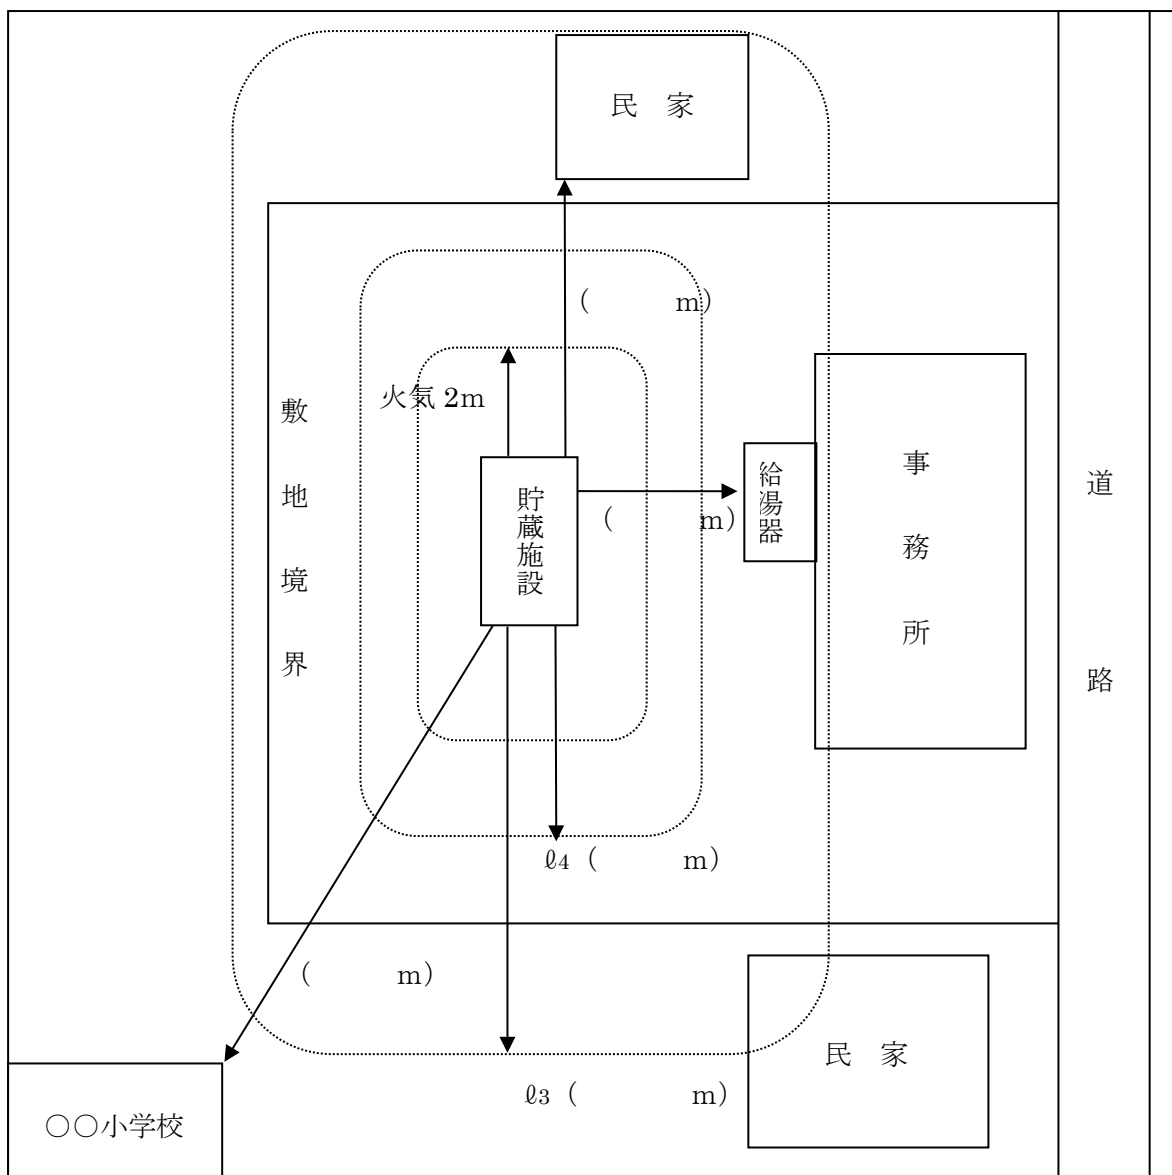 民　家
（　　　m）
火気 2m
敷地境界
貯蔵施設
（　　　m）
給湯器
事務所
道路
ℓ4（　　　m）
（　　　m）
民　家
ℓ3（　　　m）
○○小学校